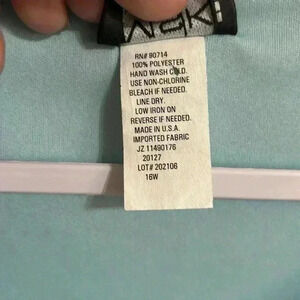 RN# 90714
100% POLYESTER
HAND WASH COLD.
USE NON-CHLORINE
BLEACH IF NEEDED.
LINE DRY.
LOW IRON ON
REVERSE IF NEEDED.
MADE IN U.S.A.
IMPORTED FABRIC
JZ 11490176
20127
LOT# 202106
16W